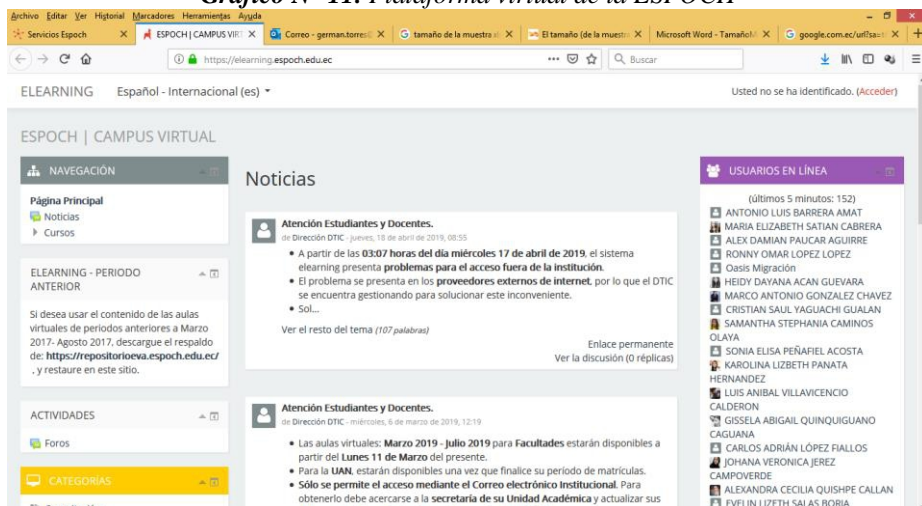 Gráfico N° 11: Plataforma virtual de la ESPOCH
Archivo Editar Ver Historial Marcadores Herramientas Ayuda
Servicios Espoch
ESPOCH | CAMPUS VIRT
Correo - german.torres
tamaño de la muestra
El tamaño (de la muestra
Microsoft Word - Tamaño
google.com.ec/url?sa=t
https://elearning.espoch.edu.ec
Buscar
ELEARNING Español - Internacional (es)
Usted no se ha identificado. (Acceder)
ESPOCH | CAMPUS VIRTUAL
NAVEGACIÓN
Página Principal
Noticias
Cursos
ELEARNING - PERIODO
ANTERIOR
Si desea usar el contenido de las aulas
virtuales de periodos anteriores a Marzo
2017- Agosto 2017, descargue el respaldo
de: https://repositorioeva.espoch.edu.ec/
, y restaure en este sitio.
ACTIVIDADES
Foros
CATEGORÍAS
Noticias
Atención Estudiantes y Docentes.
de Dirección DTIC - jueves, 18 de abril de 2019, 08:55
A partir de las 03:07 horas del día miércoles 17 de abril de 2019, el sistema
elearning presenta problemas para el acceso fuera de la institución.
El problema se presenta en los proveedores externos de internet, por lo que el DTIC
se encuentra gestionando para solucionar este inconveniente.
Sol...
Ver el resto del tema (107 palabras)
Enlace permanente
Ver la discusión (0 réplicas)
Atención Estudiantes y Docentes.
de Dirección DTIC - miércoles, 6 de marzo de 2019, 12:19
Las aulas virtuales: Marzo 2019 - Julio 2019 para Facultades estarán disponibles a
partir del Lunes 11 de Marzo del presente.
Para la UAN, estarán disponibles una vez que finalice su período de matrículas.
Sólo se permite el acceso mediante el Correo electrónico Institucional. Para
obtenerlo debe acercarse a la secretaría de su Unidad Académica y actualizar sus
USUARIOS EN LÍNEA
(últimos 5 minutos: 152)
ANTONIO LUIS BARRERA AMAT
MARIA ELIZABETH SATIAN CABRERA
ALEX DAMIAN PAUCAR AGUIRRE
RONNY OMAR LOPEZ LOPEZ
Oasis Migración
HEIDY DAYANA ACAN GUEVARA
MARCO ANTONIO GONZALEZ CHAVEZ
CRISTIAN SAUL YAGUACHI GUALAN
SAMANTHA STEPHANIA CAMINOS
OLAYA
SONIA ELISA PEÑAFIEL ACOSTA
KAROLINA LIZBETH PANATA
HERNANDEZ
LUIS ANIBAL VILLAVICENCIO
CALDERON
GISSELA ABIGAIL QUINQUIGUANO
CAGUANA
CARLOS ADRIÁN LÓPEZ FIALLOS
JOHANA VERONICA JEREZ
CAMPOVERDE
ALEXANDRA CECILIA QUISHPE CALLAN
EVELIN LIZETH SALAS BORJA